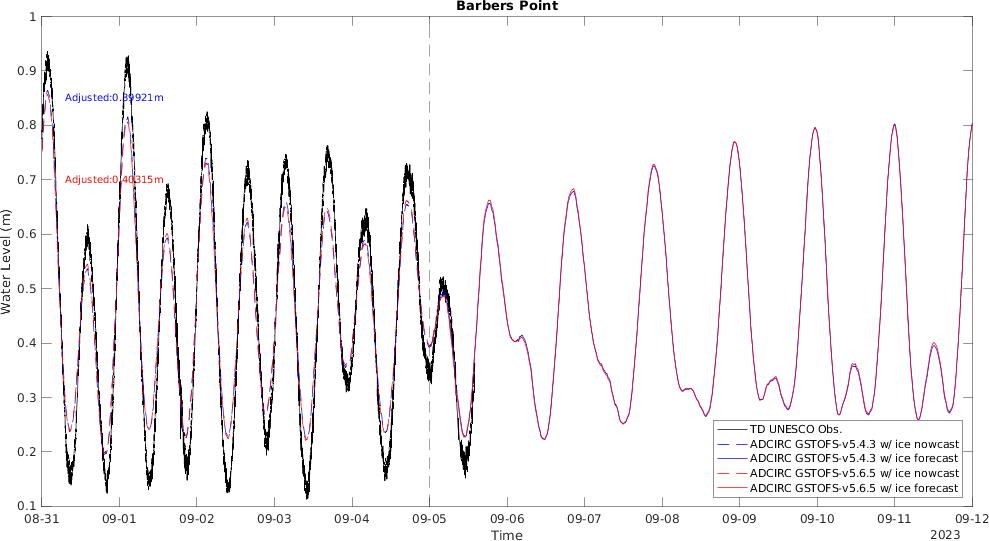 Barbers Point
1
0.9
0.8
0.7
0.6
0.5
0.4
0.3
0.2
0.1
Water Level (m)
Adjusted:0.39921m
Adjusted:0.40315m
08-31 09-01 09-02 09-03 09-04 09-05 09-06 09-07 09-08 09-09 09-10 09-11 09-12
Time
2023
TD UNESCO Obs.
ADCIRC GSTOFS-v5.4.3 w/ ice nowcast
ADCIRC GSTOFS-v5.4.3 w/ ice forecast
ADCIRC GSTOFS-v5.6.5 w/ ice nowcast
ADCIRC GSTOFS-v5.6.5 w/ ice forecast